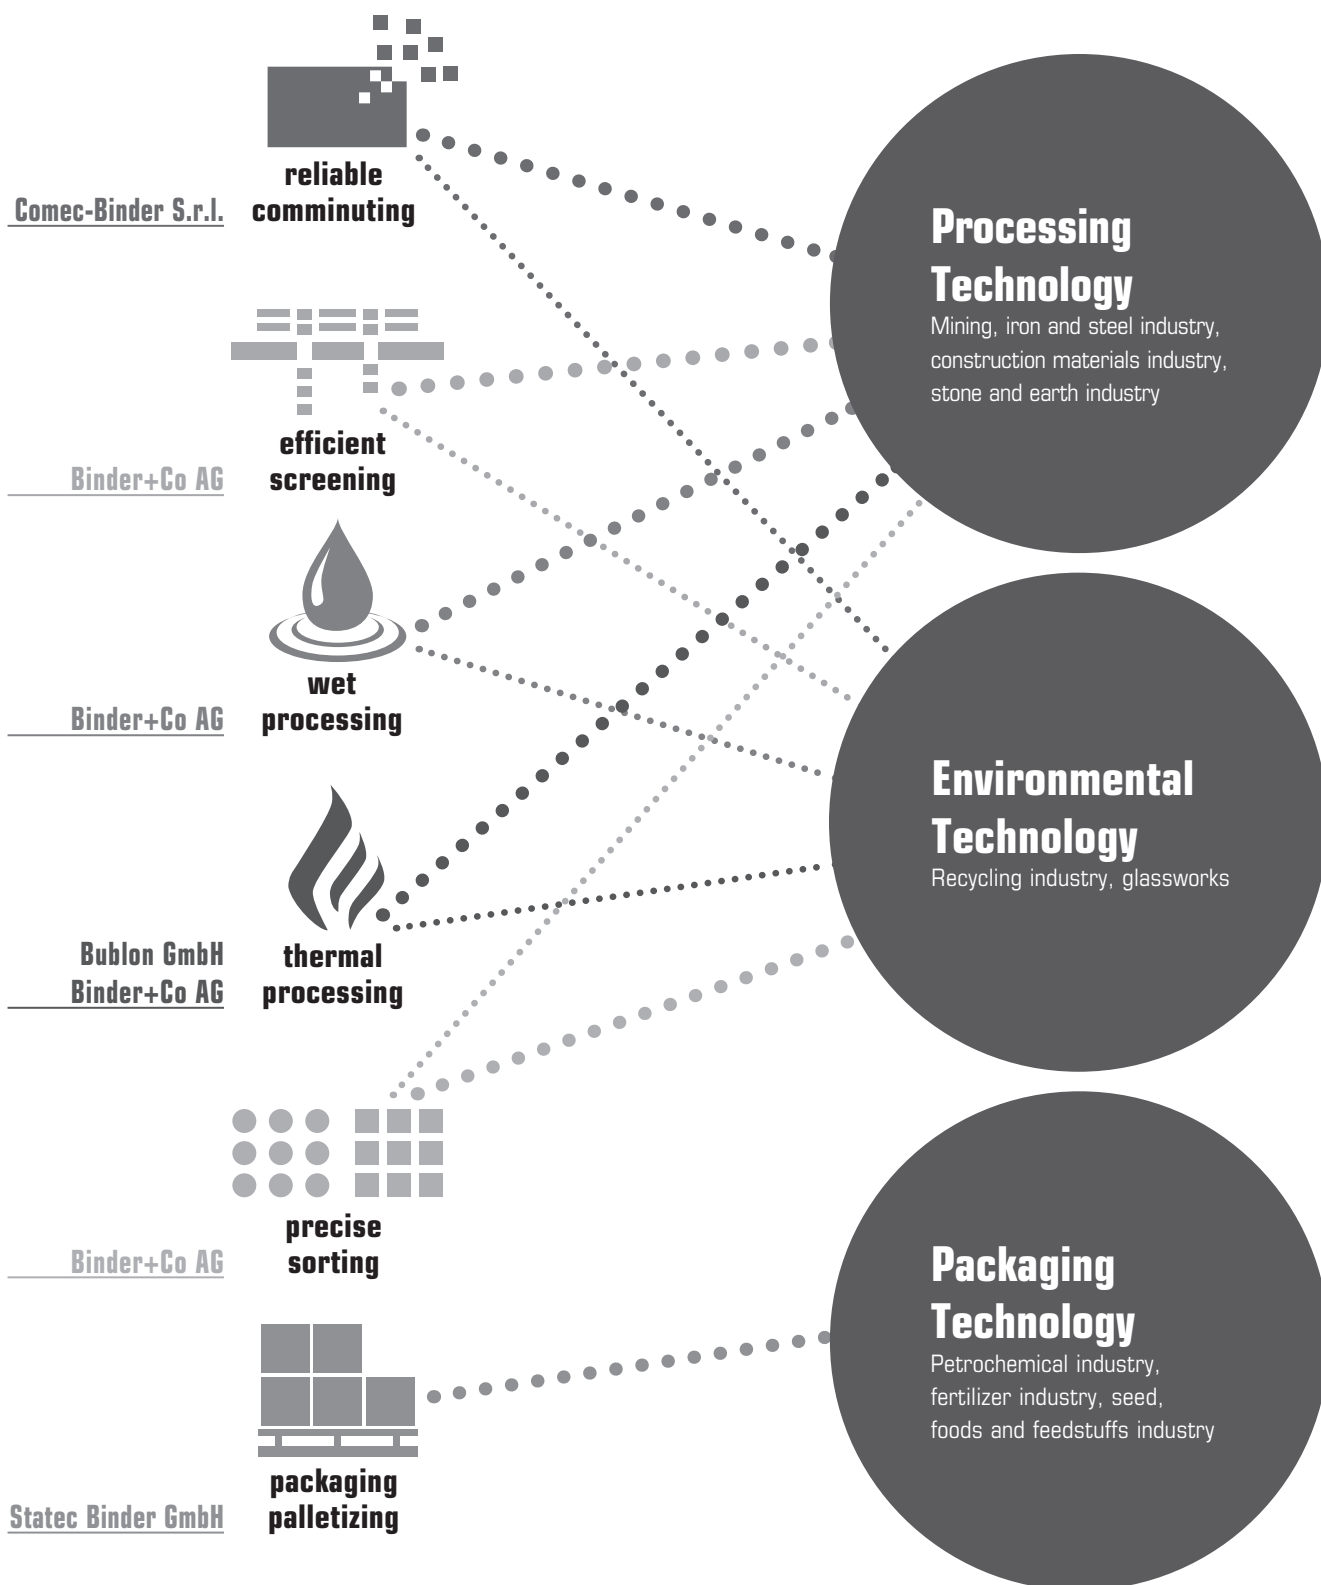 reliable
comminuting
Comec-Binder S.r.l.
efficient
screening
Binder+Co AG
wet
processing
Binder+Co AG
thermal
processing
Bublon GmbH
Binder+Co AG
precise
sorting
Binder+Co AG
packaging
palletizing
Statec Binder GmbH
Processing
Technology
Mining, iron and steel industry,
construction materials industry,
stone and earth industry
Environmental
Technology
Recycling industry, glassworks
Packaging
Technology
Petrochemical industry,
fertilizer industry, seed,
foods and feedstuffs industry